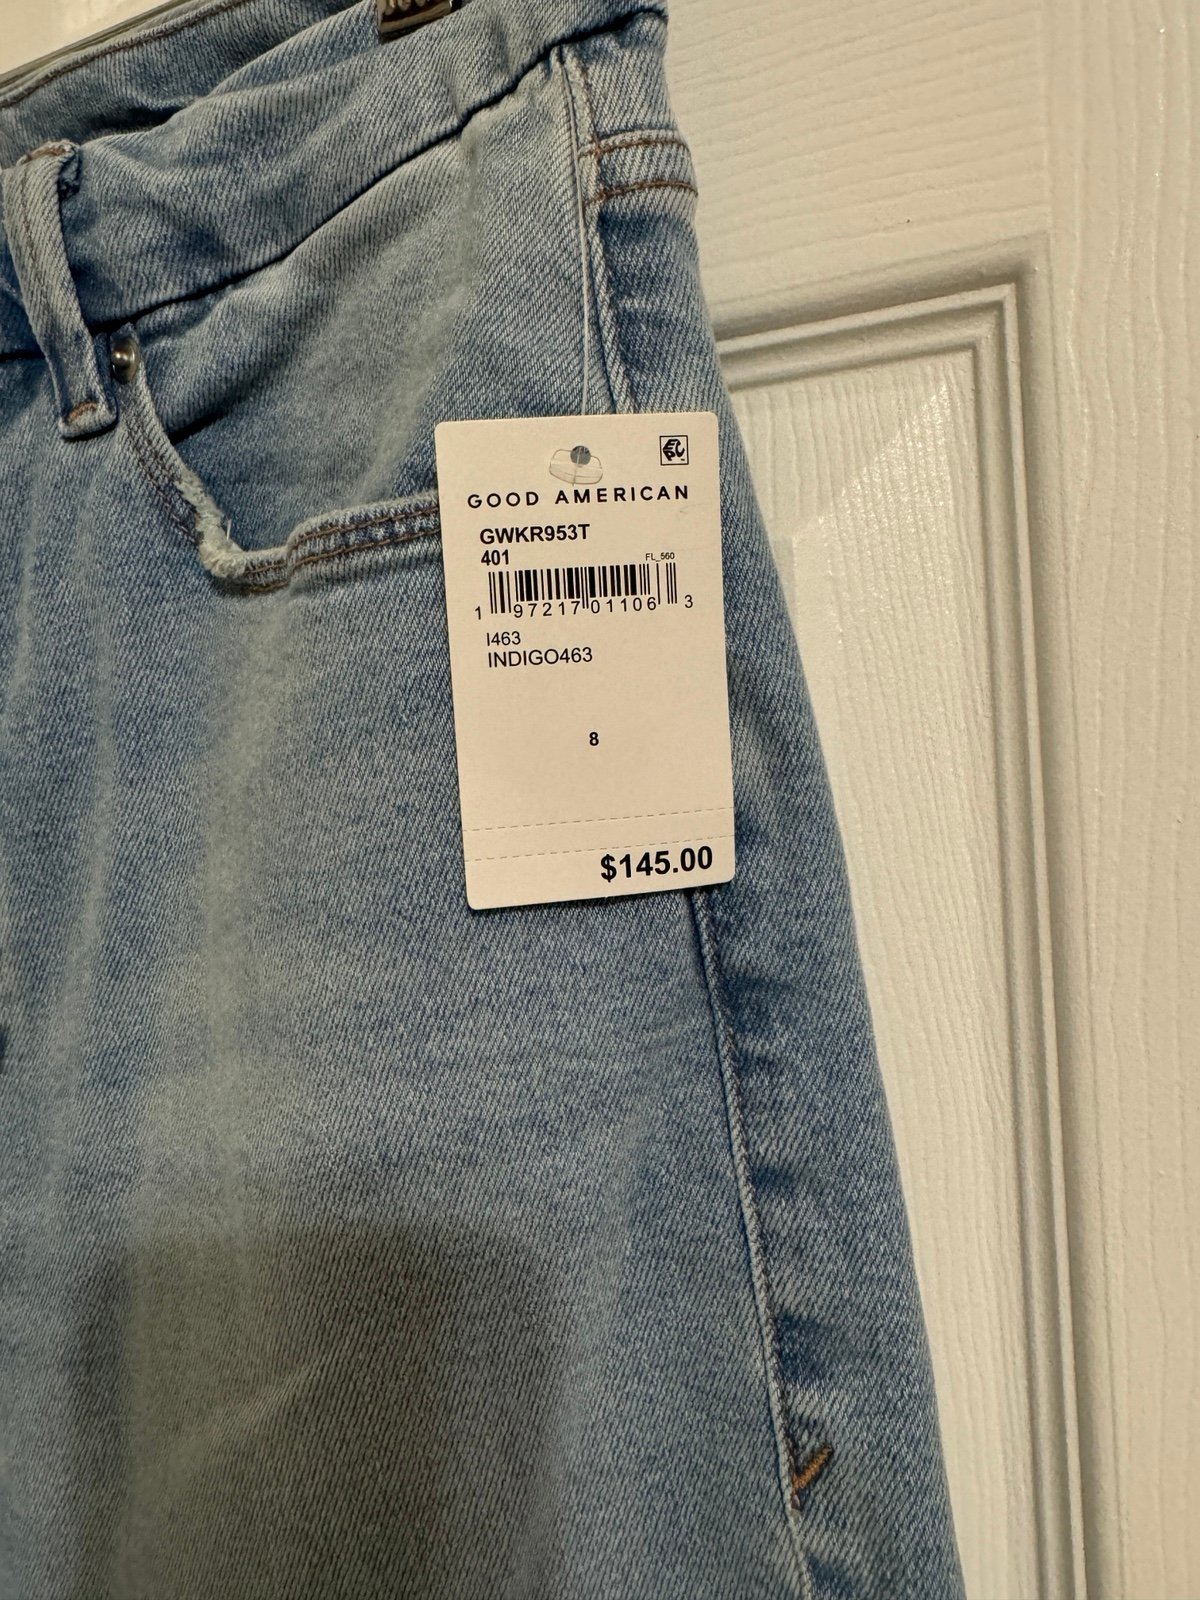 GOOD AMERICAN
GWKR953T
401
FL_560
1 97217 01106 3
I463
INDIGO463
8
$145.00